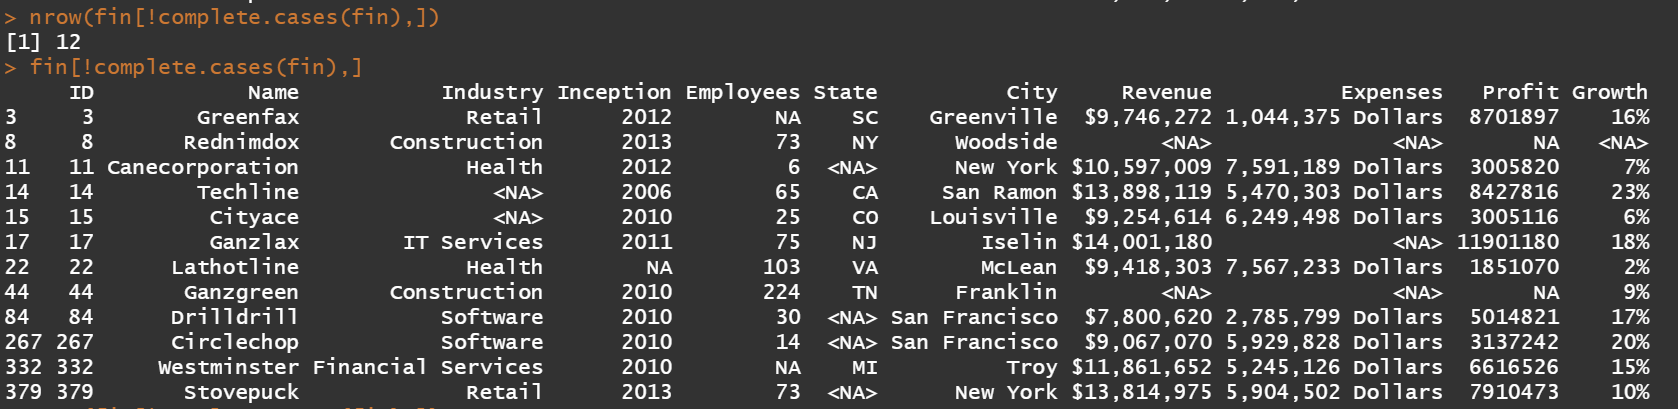 > nrow(fin[!complete.cases(fin),])
[1] 12
> fin[!complete.cases(fin),]
ID Name Industry Inception Employees State City Revenue Expenses Profit Growth
3 3 Greenfax Retail 2012 NA SC Greenville $9,746,272 1,044,375 Dollars 8701897 16%
8 8 Rednimdox Construction 2013 73 NY Woodside <NA> <NA> NA <NA>
11 11 Canecorporation Health 2012 6 <NA> New York $10,597,009 7,591,189 Dollars 3005820 7%
14 14 Techline <NA> 2006 65 CA San Ramon $13,898,119 5,470,303 Dollars 8427816 23%
15 15 Cityace <NA> 2010 25 CO Louisville $9,254,614 6,249,498 Dollars 3005116 6%
17 17 Ganzlax IT Services 2011 75 NJ Iselin $14,001,180 <NA> 11901180 18%
22 22 Lathotline Health NA 103 VA McLean $9,418,303 7,567,233 Dollars 1851070 2%
44 44 Ganzgreen Construction 2010 224 TN Franklin <NA> <NA> NA 9%
84 84 Drilldrill Software 2010 30 <NA> San Francisco $7,800,620 2,785,799 Dollars 5014821 17%
267 267 Circlechop Software 2010 14 <NA> San Francisco $9,067,070 5,929,828 Dollars 3137242 20%
332 332 Westminster Financial Services 2010 NA MI Troy $11,861,652 5,245,126 Dollars 6616526 15%
379 379 Stovepuck Retail 2013 73 <NA> New York $13,814,975 5,904,502 Dollars 7910473 10%